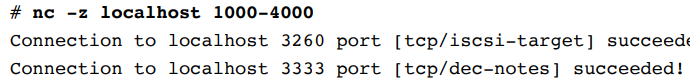 # nc -z localhost 1000-4000
Connection to localhost 3260 port [tcp/iscsi-target] succeede
Connection to localhost 3333 port [tcp/dec-notes] succeeded!